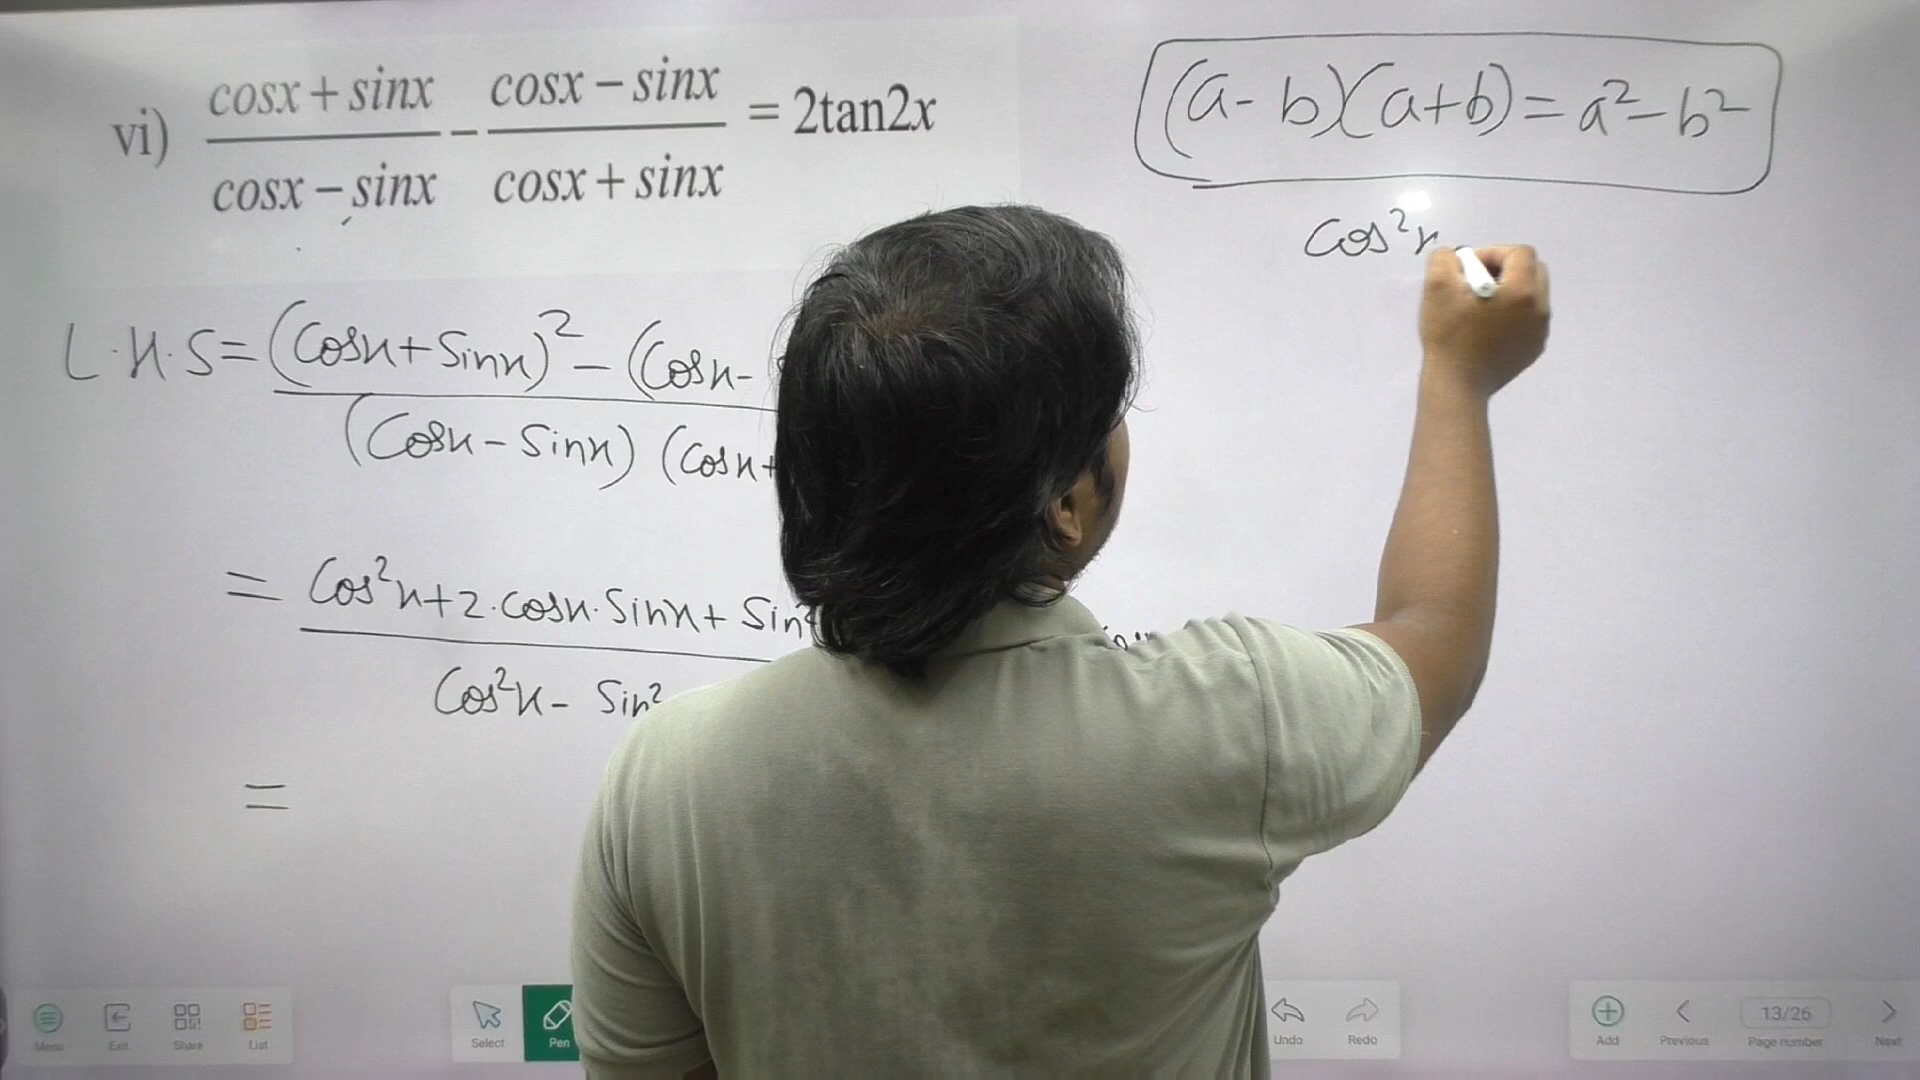 vi) cosx + sinx / cosx − sinx − cosx − sinx / cosx + sinx = 2tan2x
(a - b)(a+b) = a² − b²
Cos²x
L.H.S = (Cosx + Sinx)² − (Cosx −
(Cosx − Sinx) (Cosx +
= Cos²x + 2.Cosx.Sinx + Sin²
Cos²x − Sin²
=
Menu
Exit
Share
List
Select
Pen
Undo
Redo
Add
Previous
13/26
Page number
Next